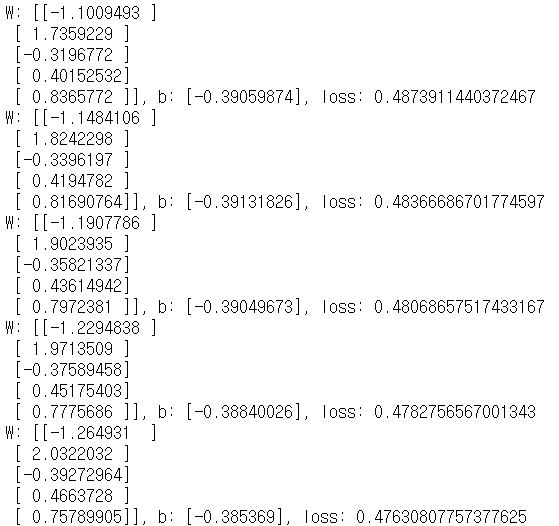 W: [[-1.1009493 ]
 [ 1.7359229 ]
 [-0.3196772 ]
 [ 0.40152532]
 [ 0.8365772 ]], b: [-0.39059874], loss: 0.4873911440372467
W: [[-1.1484106 ]
 [ 1.8242298 ]
 [-0.3396197 ]
 [ 0.4194782 ]
 [ 0.81690764]], b: [-0.39131826], loss: 0.48366686701774597
W: [[-1.1907786 ]
 [ 1.9023935 ]
 [-0.35821337]
 [ 0.43614942]
 [ 0.7972381 ]], b: [-0.39049673], loss: 0.48068657517433167
W: [[-1.2294838 ]
 [ 1.9713509 ]
 [-0.37589458]
 [ 0.45175403]
 [ 0.7775686 ]], b: [-0.38840026], loss: 0.4782756567001343
W: [[-1.264931  ]
 [ 2.0322032 ]
 [-0.39272964]
 [ 0.4663728 ]
 [ 0.75789905]], b: [-0.385369], loss: 0.47630807757377625